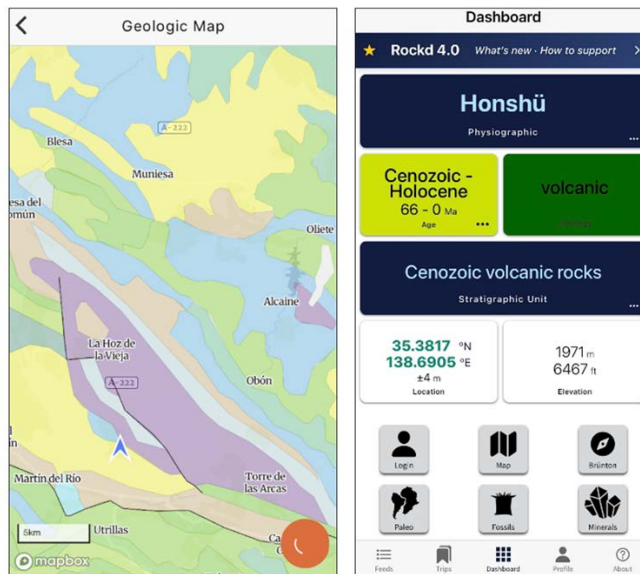 Geologic Map
A-222
Blesa
Muniesa
esa del
omún
Oliete
Alcaine
La Hoz de
la Vieja
A-222
Obón
Martín del Río
Torre de
las Arcas
5km
Utrillas
Ca
mapbox
Dashboard
Rockd 4.0 What's new · How to support
Honshü
Physiographic
Cenozoic -
Holocene
66 - 0 Ma
Age
volcanic
Cenozoic volcanic rocks
Stratigraphic Unit
35.3817 °N
138.6905 °E
±4 m
Location
1971 m
6467 ft
Elevation
Login
Map
Brünton
Paleo
Fossils
Minerals
Feeds
Trips
Dashboard
Profile
About